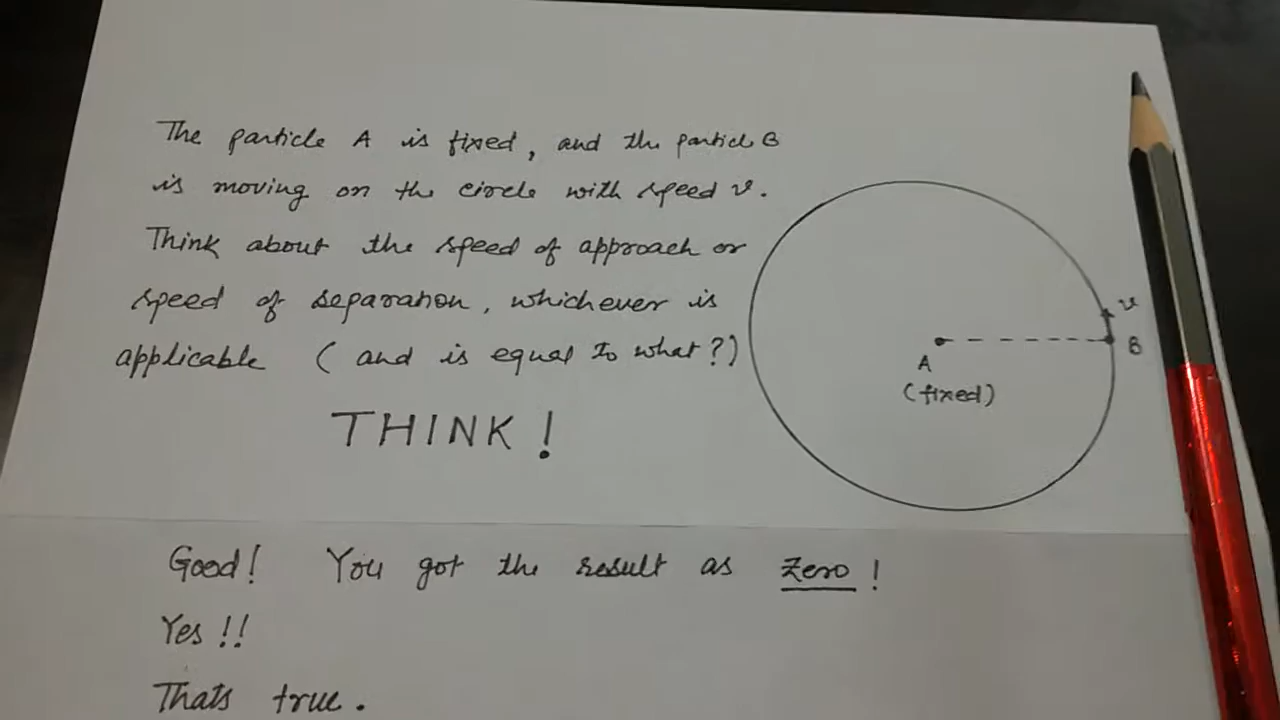 The particle A is fixed, and the particle B
is moving on the circle with speed v.
Think about the speed of approach or
speed of separation, whichever is
applicable (and is equal to what?)
THINK!
v
B
A
(fixed)
Good! You got the result as Zero!
Yes!!
Thats true.